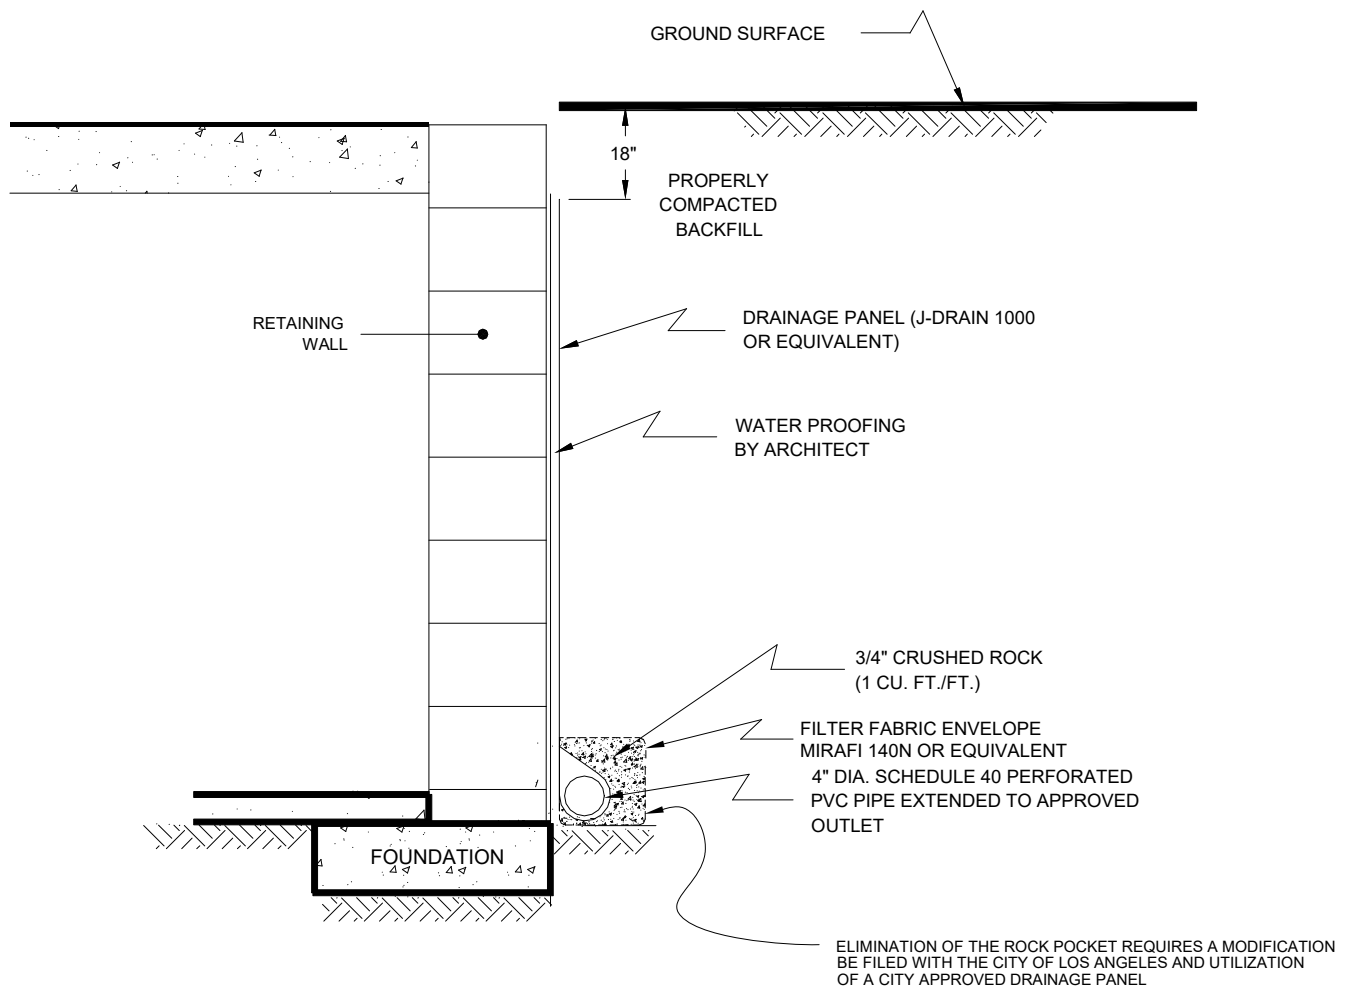 GROUND SURFACE
18"
PROPERLY
COMPACTED
BACKFILL
RETAINING
WALL
DRAINAGE PANEL (J-DRAIN 1000
OR EQUIVALENT)
WATER PROOFING
BY ARCHITECT
3/4" CRUSHED ROCK
(1 CU. FT./FT.)
FILTER FABRIC ENVELOPE
MIRAFI 140N OR EQUIVALENT
4" DIA. SCHEDULE 40 PERFORATED
PVC PIPE EXTENDED TO APPROVED
OUTLET
FOUNDATION
ELIMINATION OF THE ROCK POCKET REQUIRES A MODIFICATION
BE FILED WITH THE CITY OF LOS ANGELES AND UTILIZATION
OF A CITY APPROVED DRAINAGE PANEL